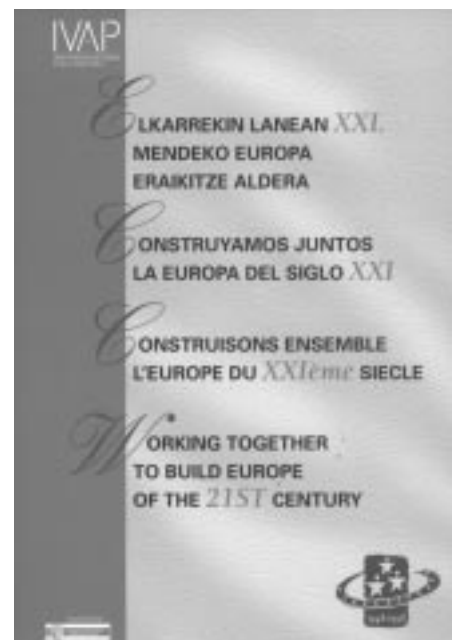 IVAP
ELKARREKIN LANEAN XXI.
MENDEKO EUROPA
ERAIKITZE ALDERA
CONSTRUYAMOS JUNTOS
LA EUROPA DEL SIGLO XXI
CONSTRUISONS ENSEMBLE
L'EUROPE DU XXIème SIECLE
WORKING TOGETHER
TO BUILD EUROPE
OF THE 21ST CENTURY